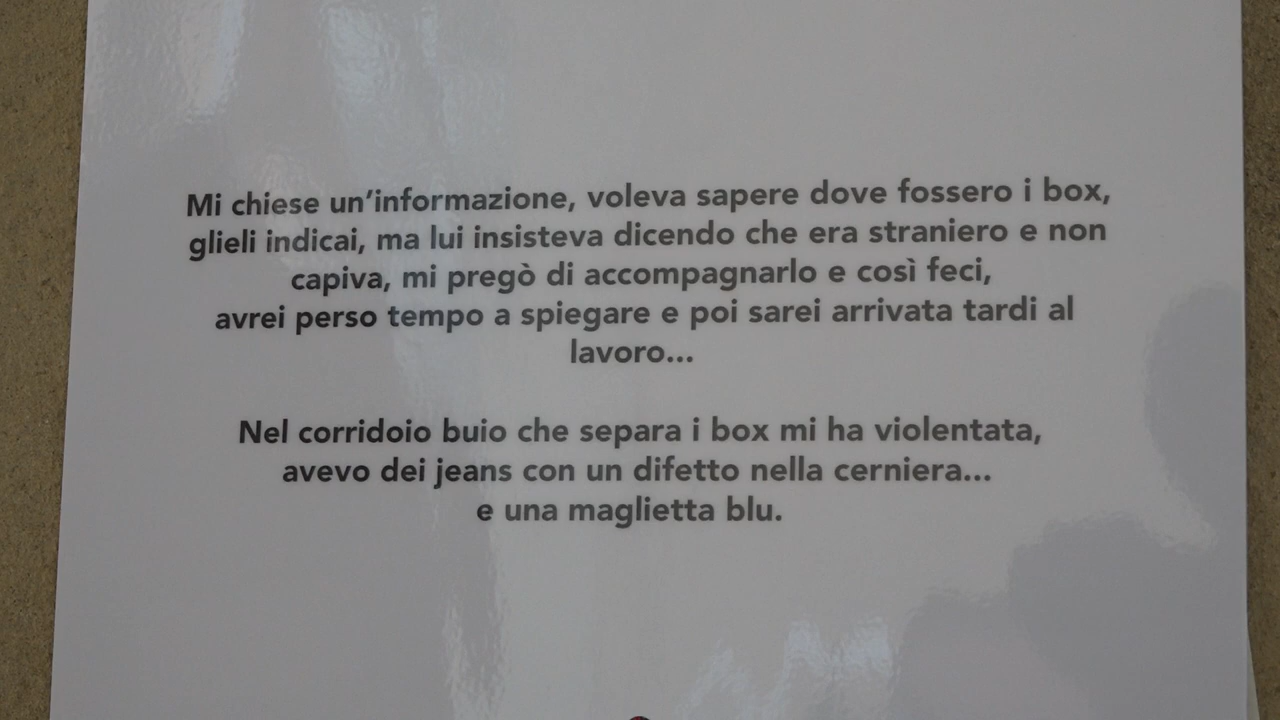 Mi chiese un'informazione, voleva sapere dove fossero i box,
glieli indicai, ma lui insisteva dicendo che era straniero e non
capiva, mi pregò di accompagnarlo e così feci,
avrei perso tempo a spiegare e poi sarei arrivata tardi al
lavoro...
Nel corridoio buio che separa i box mi ha violentata,
avevo dei jeans con un difetto nella cerniera...
e una maglietta blu.